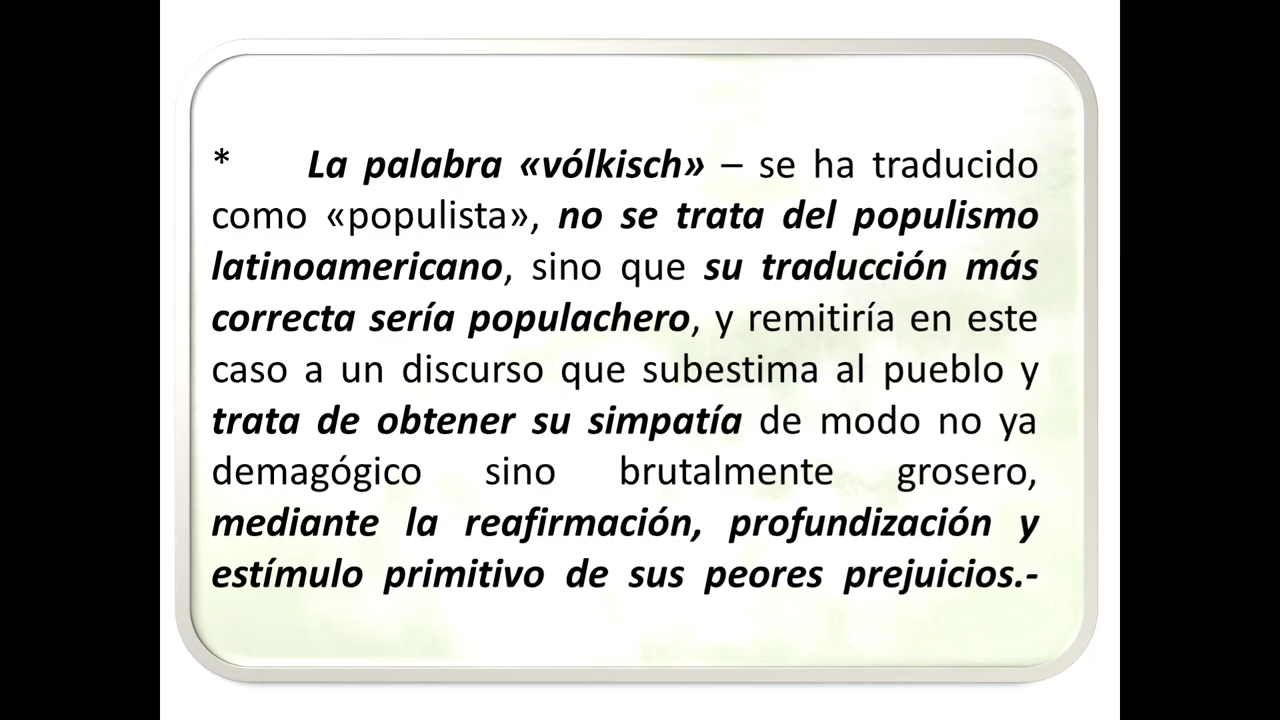 * La palabra «vólkisch» – se ha traducido
como «populista», no se trata del populismo
latinoamericano, sino que su traducción más
correcta sería populachero, y remitiría en este
caso a un discurso que subestima al pueblo y
trata de obtener su simpatía de modo no ya
demagógico sino brutalmente grosero,
mediante la reafirmación, profundización y
estímulo primitivo de sus peores prejuicios.-